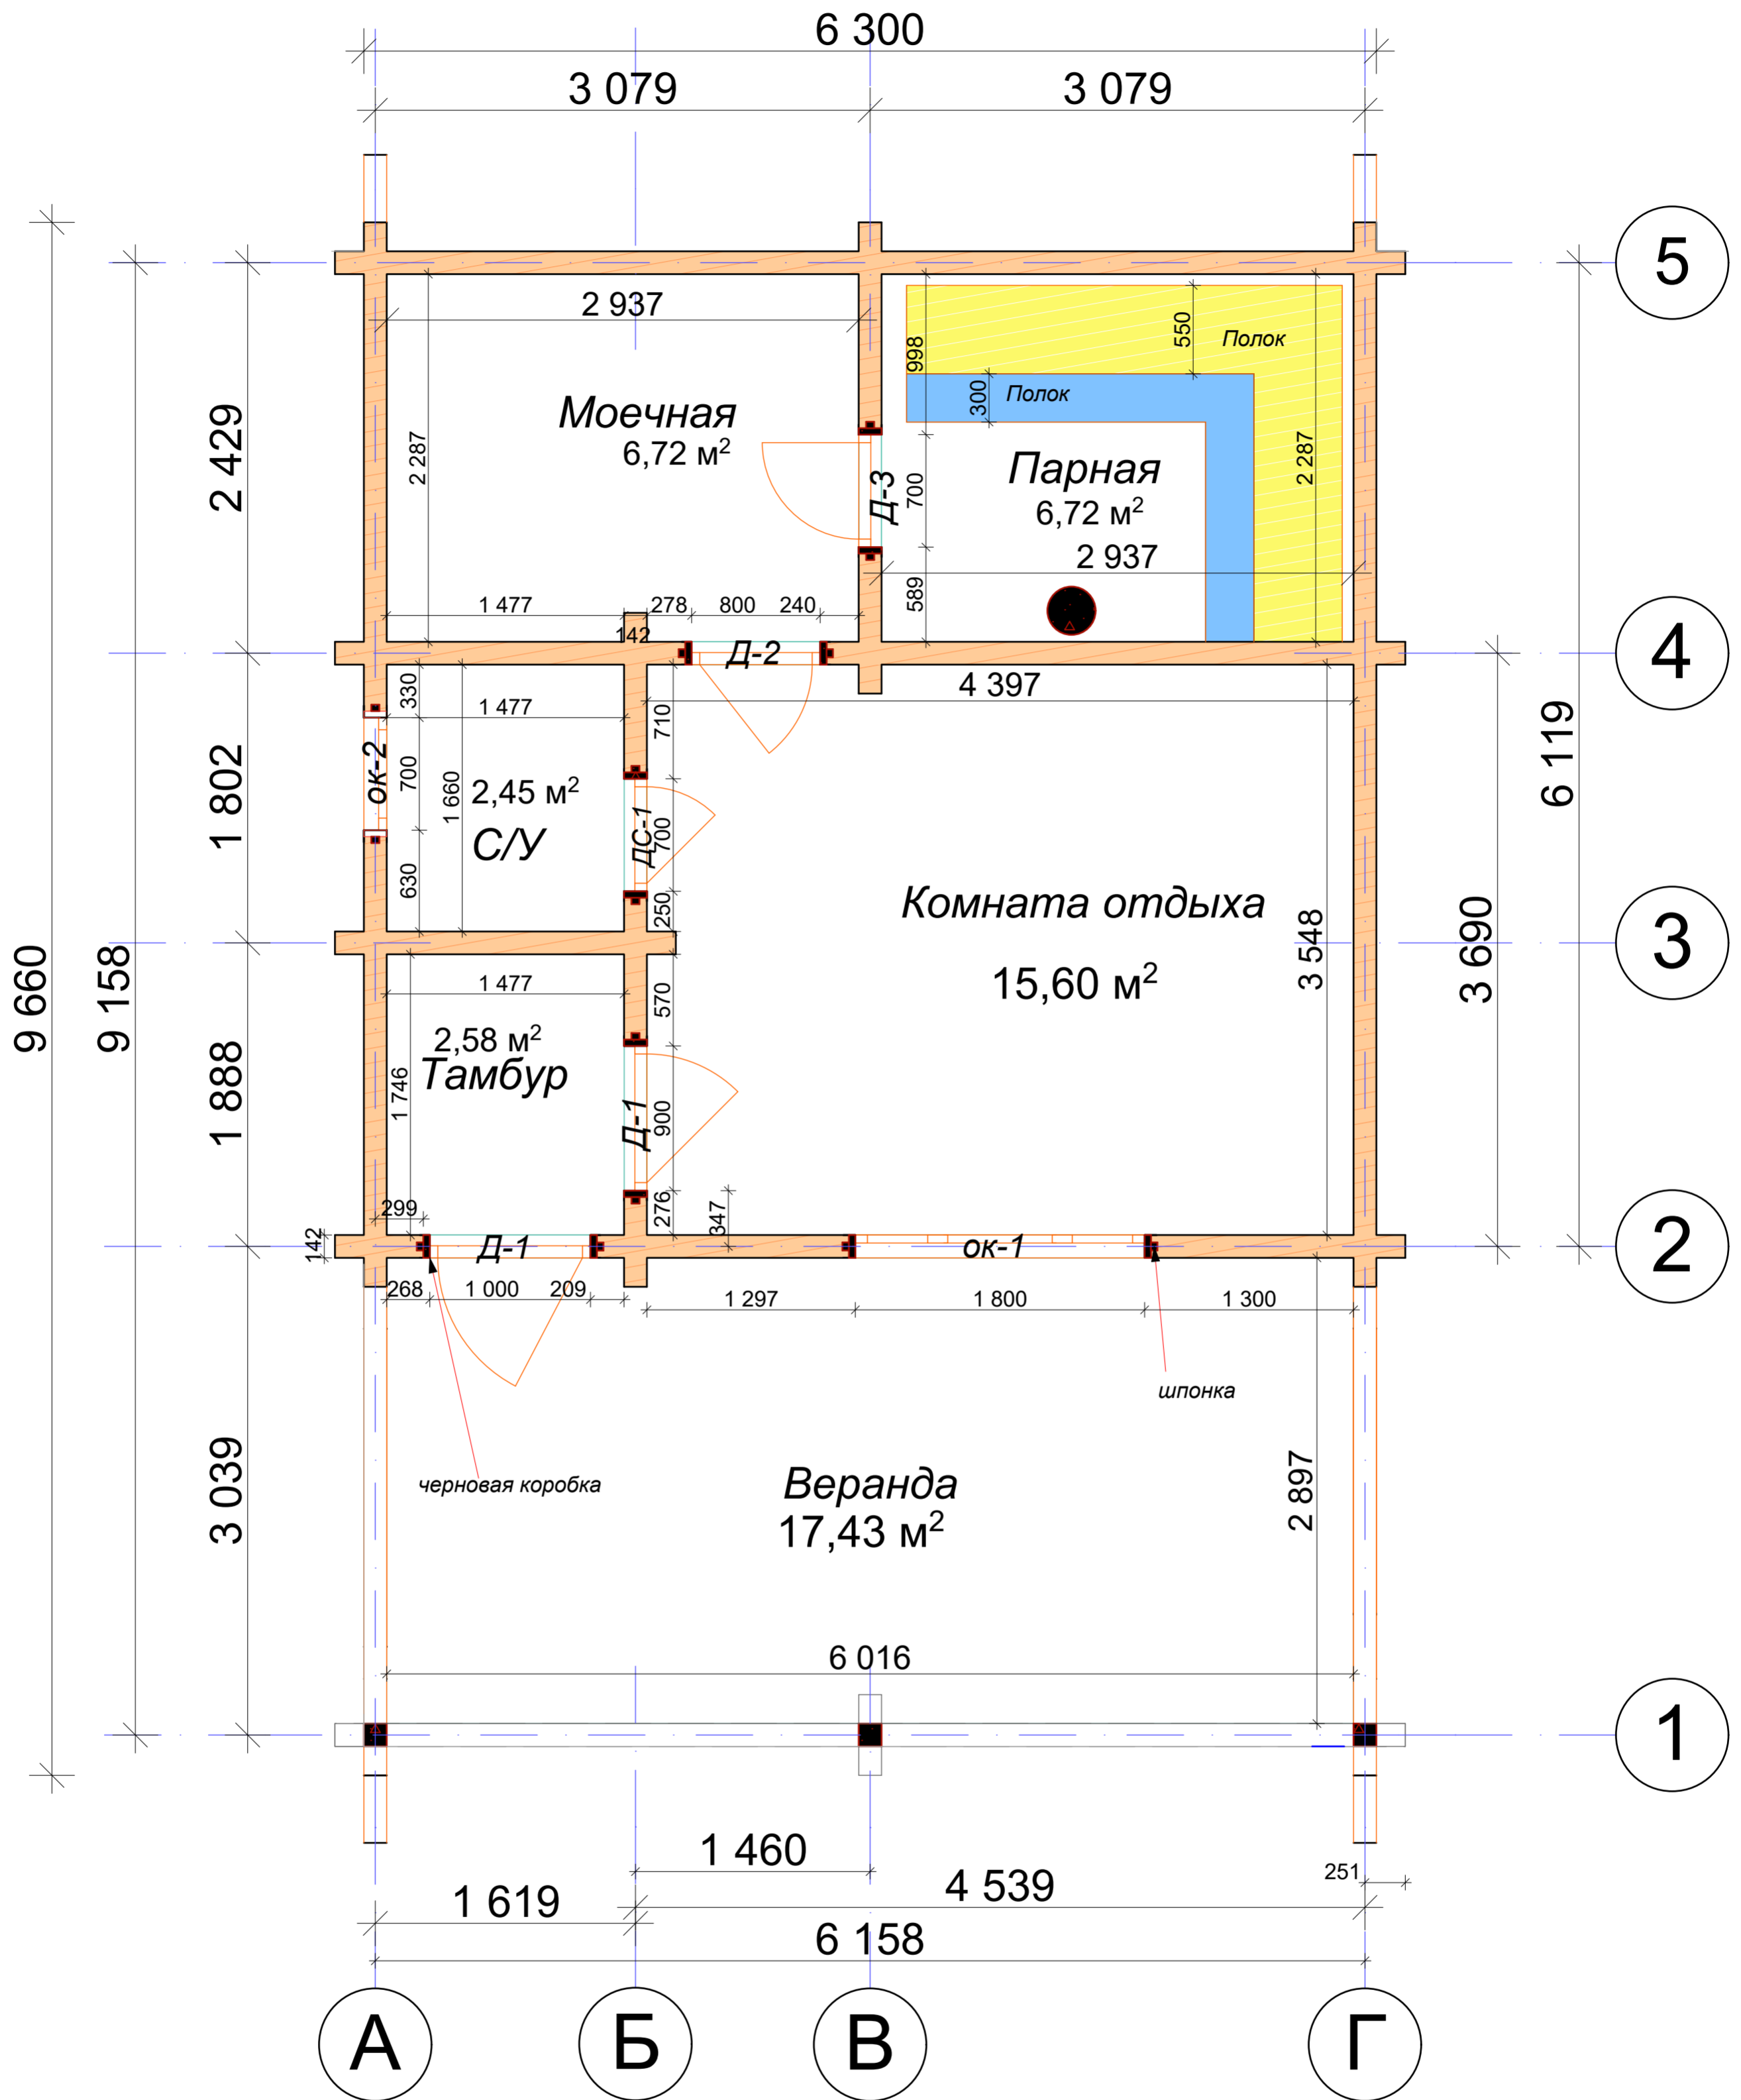 6 300
3 079
3 079
5
2 937
550
Полок
998
300
Полок
Моечная
6,72 м²
2 429
2 287
Парная
6,72 м²
2 287
Д-3
700
2 937
589
1 477
278
800
240
142
Д-2
4
4 397
330
1 477
710
6 119
ок-2
700
1 660
2,45 м²
С/У
ДС-1
700
1 802
630
250
Комната отдыха
15,60 м²
3 548
3 690
3
9 660
9 158
1 477
570
2,58 м²
Тамбур
1 746
1 888
Д-1
900
299
276
347
142
Д-1
ок-1
2
268
1 000
209
1 297
1 800
1 300
шпонка
черновая коробка
Веранда
17,43 м²
2 897
3 039
6 016
1
1 460
251
1 619
4 539
6 158
А
Б
В
Г